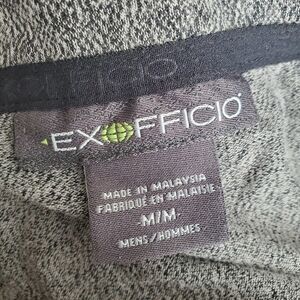 EXOFFICIO
MADE IN MALAYSIA
FABRIQUÉ EN MALAISIE
-M/M-
MENS/HOMMES